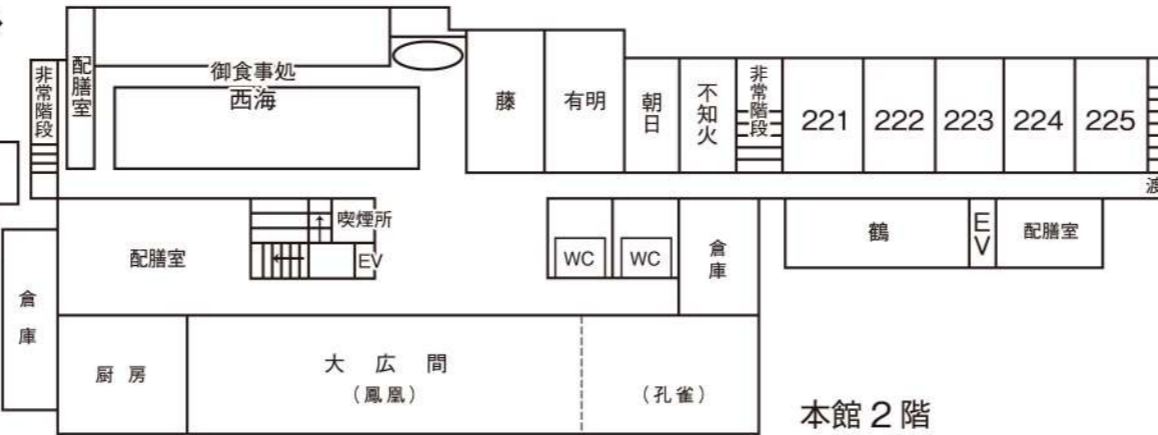 非常階段
配膳室
御食事処
西海
藤
有明
朝日
不知火
非常階段
221
222
223
224
225
渡
配膳室
喫煙所
EV
WC
WC
倉庫
鶴
EV
配膳室
倉庫
厨房
大広間
（鳳凰）
（孔雀）
本館2階